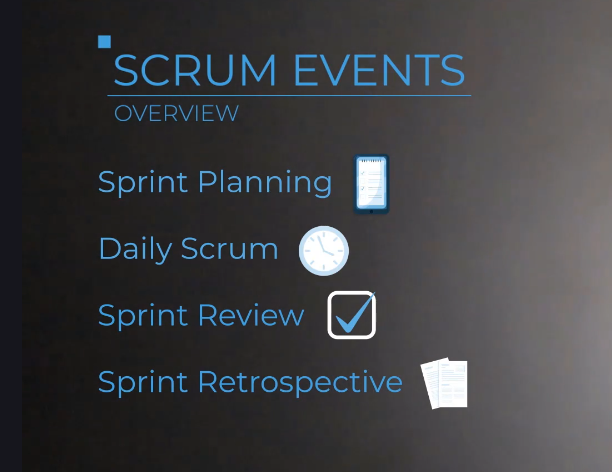 SCRUM EVENTS
OVERVIEW
Sprint Planning
Daily Scrum
Sprint Review
Sprint Retrospective